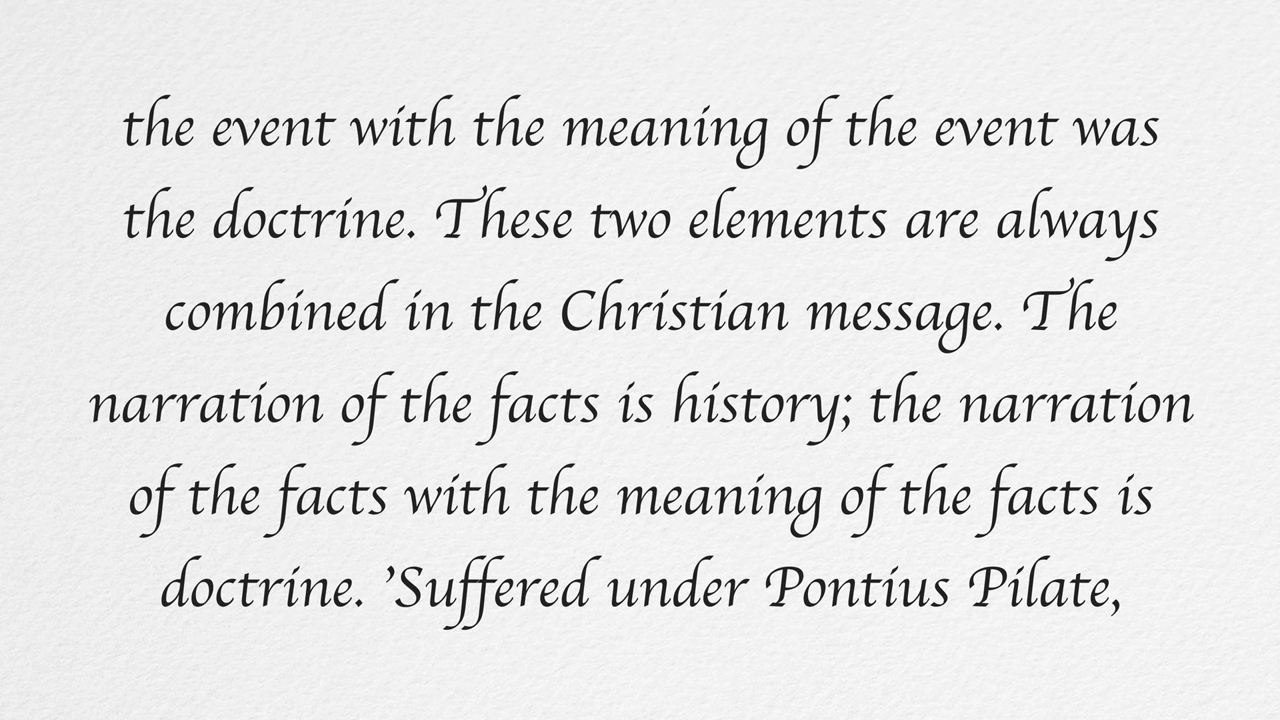 the event with the meaning of the event was
the doctrine. These two elements are always
combined in the Christian message. The
narration of the facts is history; the narration
of the facts with the meaning of the facts is
doctrine. ’Suffered under Pontius Pilate,